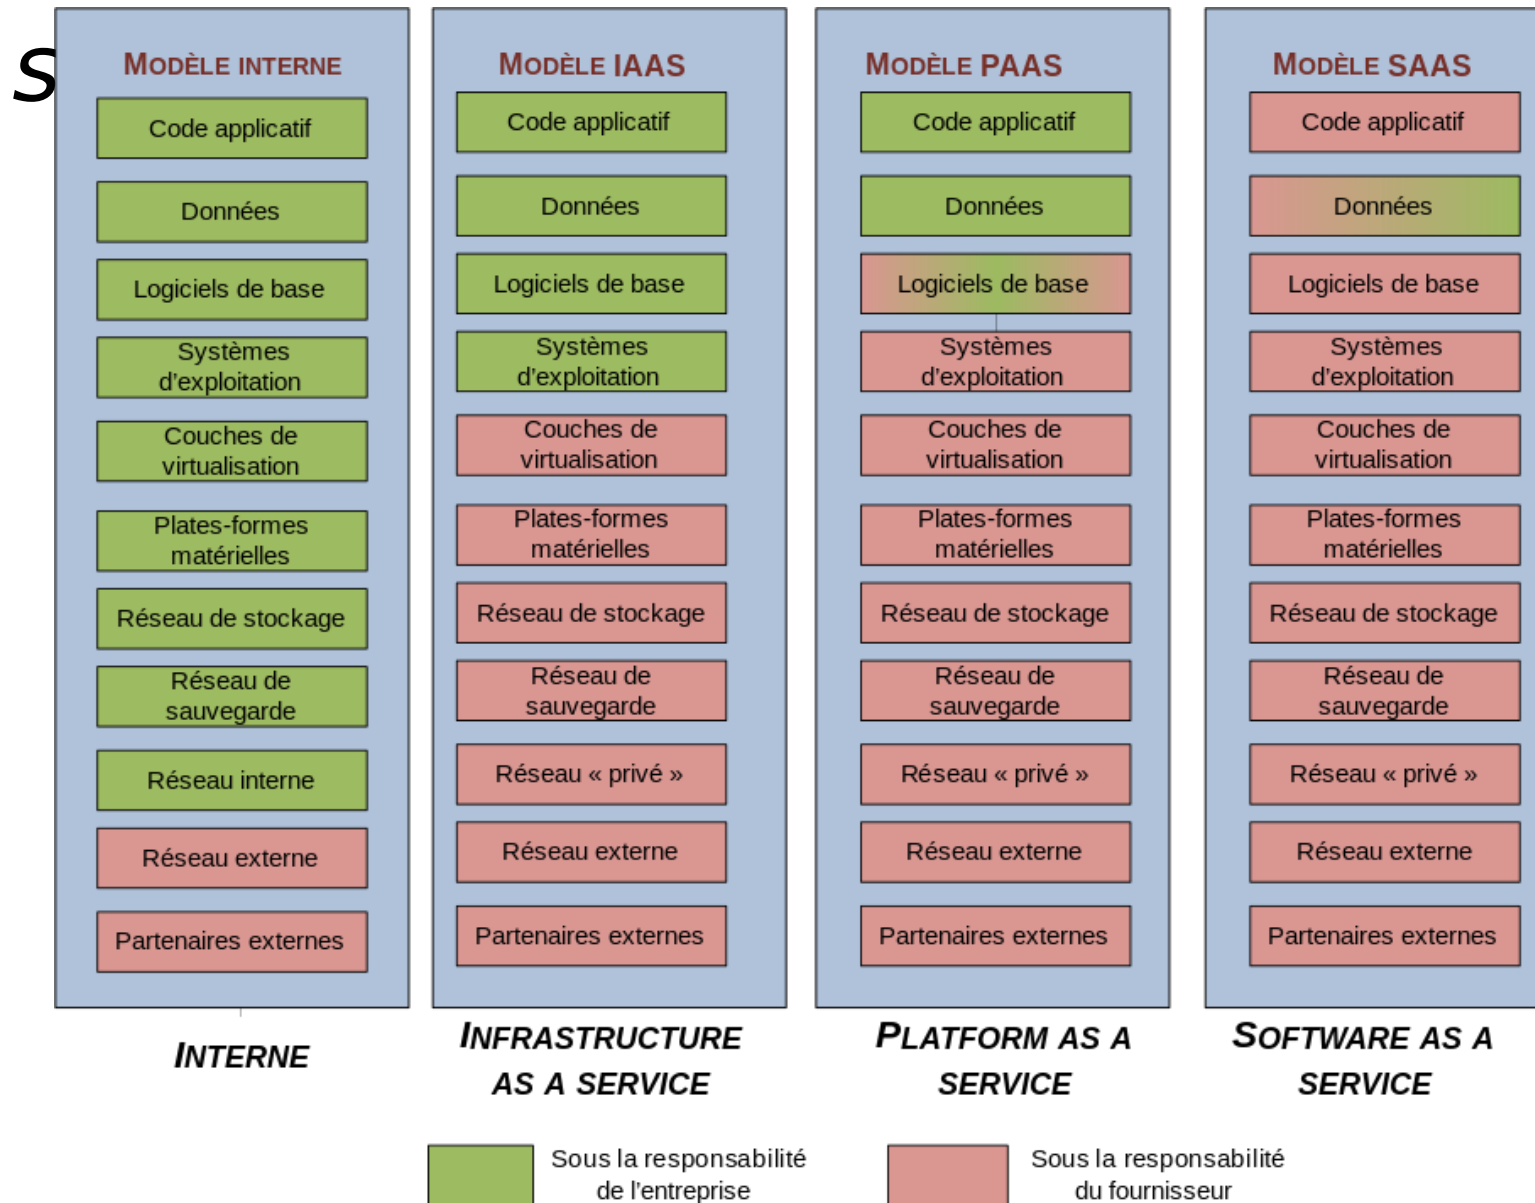 S
MODÈLE INTERNE
Code applicatif
Données
Logiciels de base
Systèmes
d'exploitation
Couches de
virtualisation
Plates-formes
matérielles
Réseau de stockage
Réseau de
sauvegarde
Réseau interne
Réseau externe
Partenaires externes
INTERNE
MODÈLE IAAS
Code applicatif
Données
Logiciels de base
Systèmes
d'exploitation
Couches de
virtualisation
Plates-formes
matérielles
Réseau de stockage
Réseau de
sauvegarde
Réseau « privé »
Réseau externe
Partenaires externes
INFRASTRUCTURE
AS A SERVICE
MODÈLE PAAS
Code applicatif
Données
Logiciels de base
Systèmes
d'exploitation
Couches de
virtualisation
Plates-formes
matérielles
Réseau de stockage
Réseau de
sauvegarde
Réseau « privé »
Réseau externe
Partenaires externes
PLATFORM AS A
SERVICE
MODÈLE SAAS
Code applicatif
Données
Logiciels de base
Systèmes
d'exploitation
Couches de
virtualisation
Plates-formes
matérielles
Réseau de stockage
Réseau de
sauvegarde
Réseau « privé »
Réseau externe
Partenaires externes
SOFTWARE AS A
SERVICE
Sous la responsabilité
de l'entreprise
Sous la responsabilité
du fournisseur